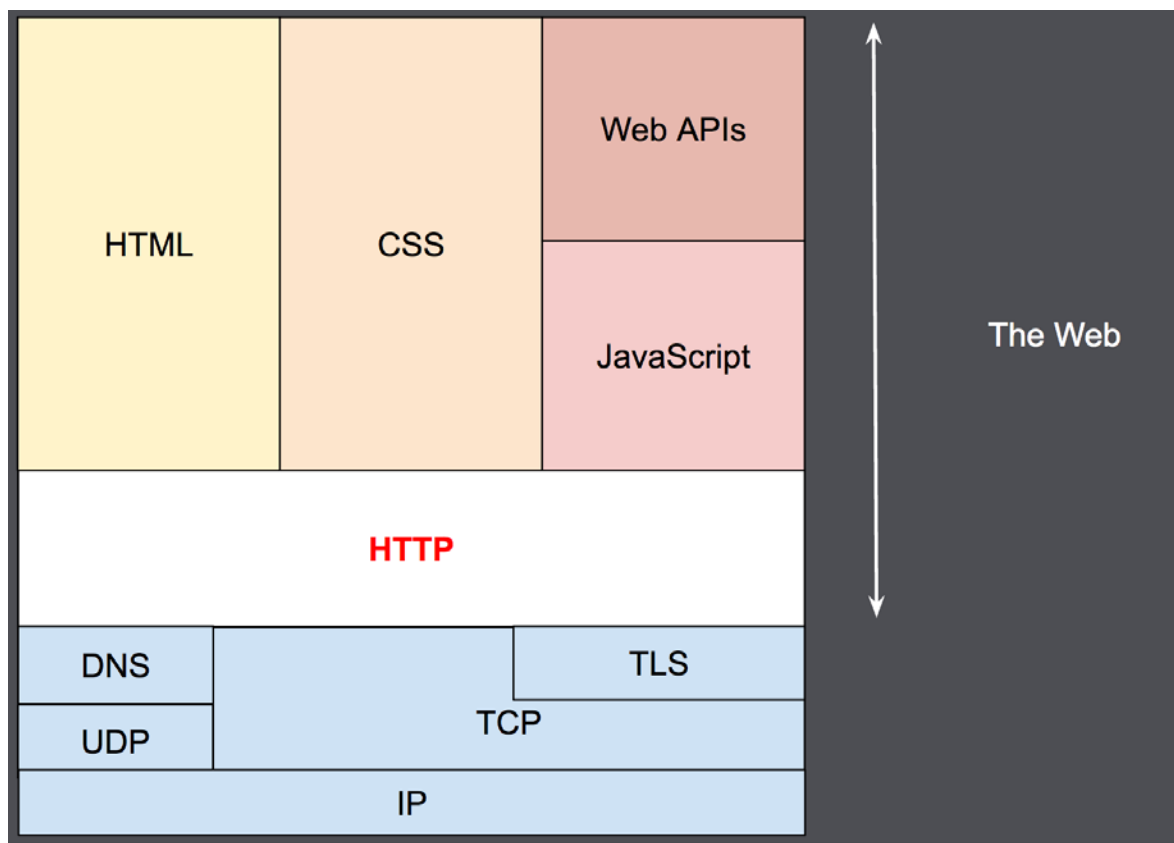 Web APIs
HTML
CSS
JavaScript
The Web
HTTP
DNS
TLS
UDP
TCP
IP